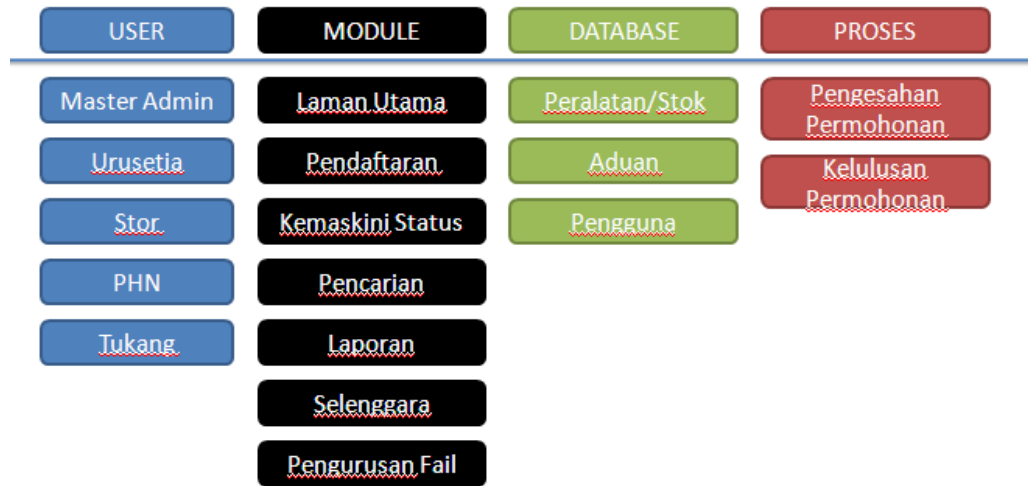 USER
MODULE
DATABASE
PROSES
Master Admin
Urusetia
Stor
PHN
Tukang
Laman Utama
Pendaftaran
Kemaskini Status
Pencarian
Laporan
Selenggara
Pengurusan Fail
Peralatan/Stok
Aduan
Pengguna
Pengesahan
Permohonan
Kelulusan
Permohonan